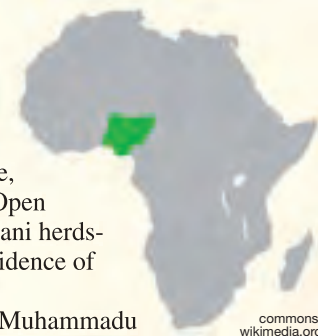 e,
Open
ani herds-
idence of
Muhammadu
commons.
wikimedia.org